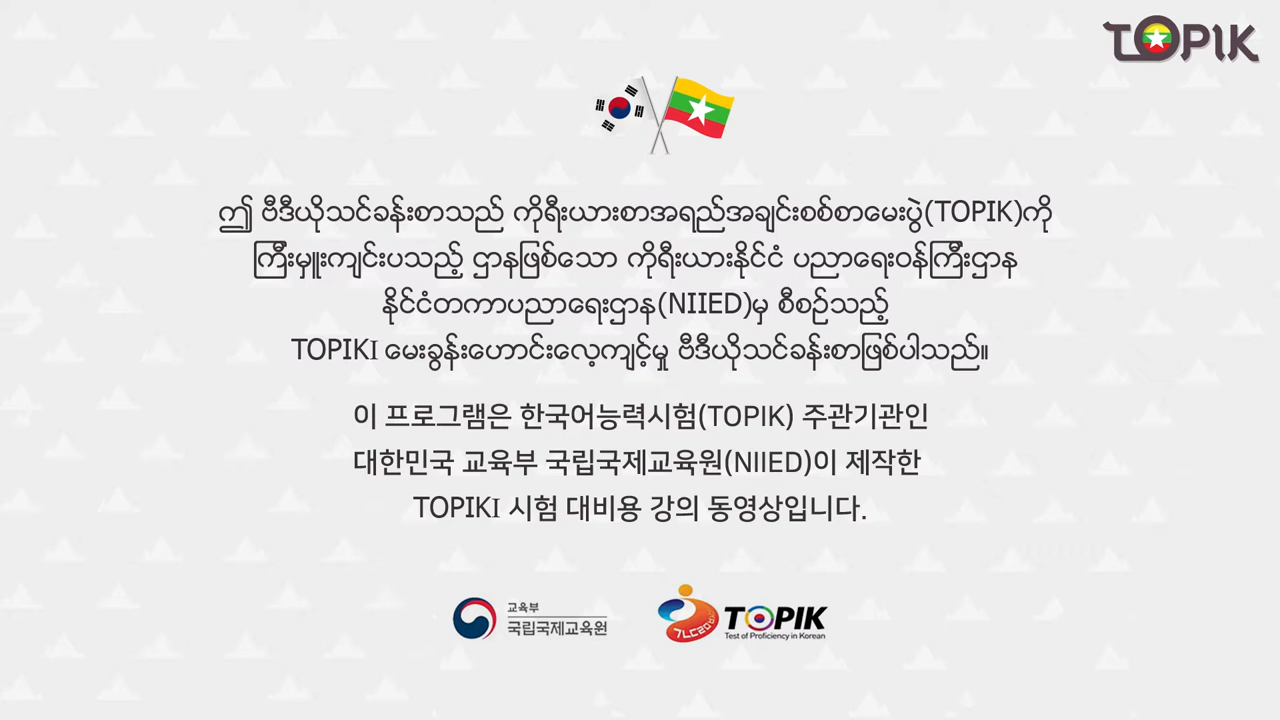 TOPIK
ဤ ဗီဒီယိုသင်ခန်းစာသည် ကိုရီးယားစာအရည်အချင်းစစ်စာမေးပွဲ(TOPIK)ကို
ကြီးမှူးကျင်းပသည့် ဌာနဖြစ်သော ကိုရီးယားနိုင်ငံ ပညာရေးဝန်ကြီးဌာန
နိုင်ငံတကာပညာရေးဌာန(NIIED)မှ စီစဉ်သည့်
TOPIKI မေးခွန်းဟောင်းလေ့ကျင့်မှု ဗီဒီယိုသင်ခန်းစာဖြစ်ပါသည်။
이 프로그램은 한국어능력시험(TOPIK) 주관기관인
대한민국 교육부 국립국제교육원(NIIED)이 제작한
TOPIKI 시험 대비용 강의 동영상입니다.
교육부
국립국제교육원
TOPIK
Test of Proficiency in Korean